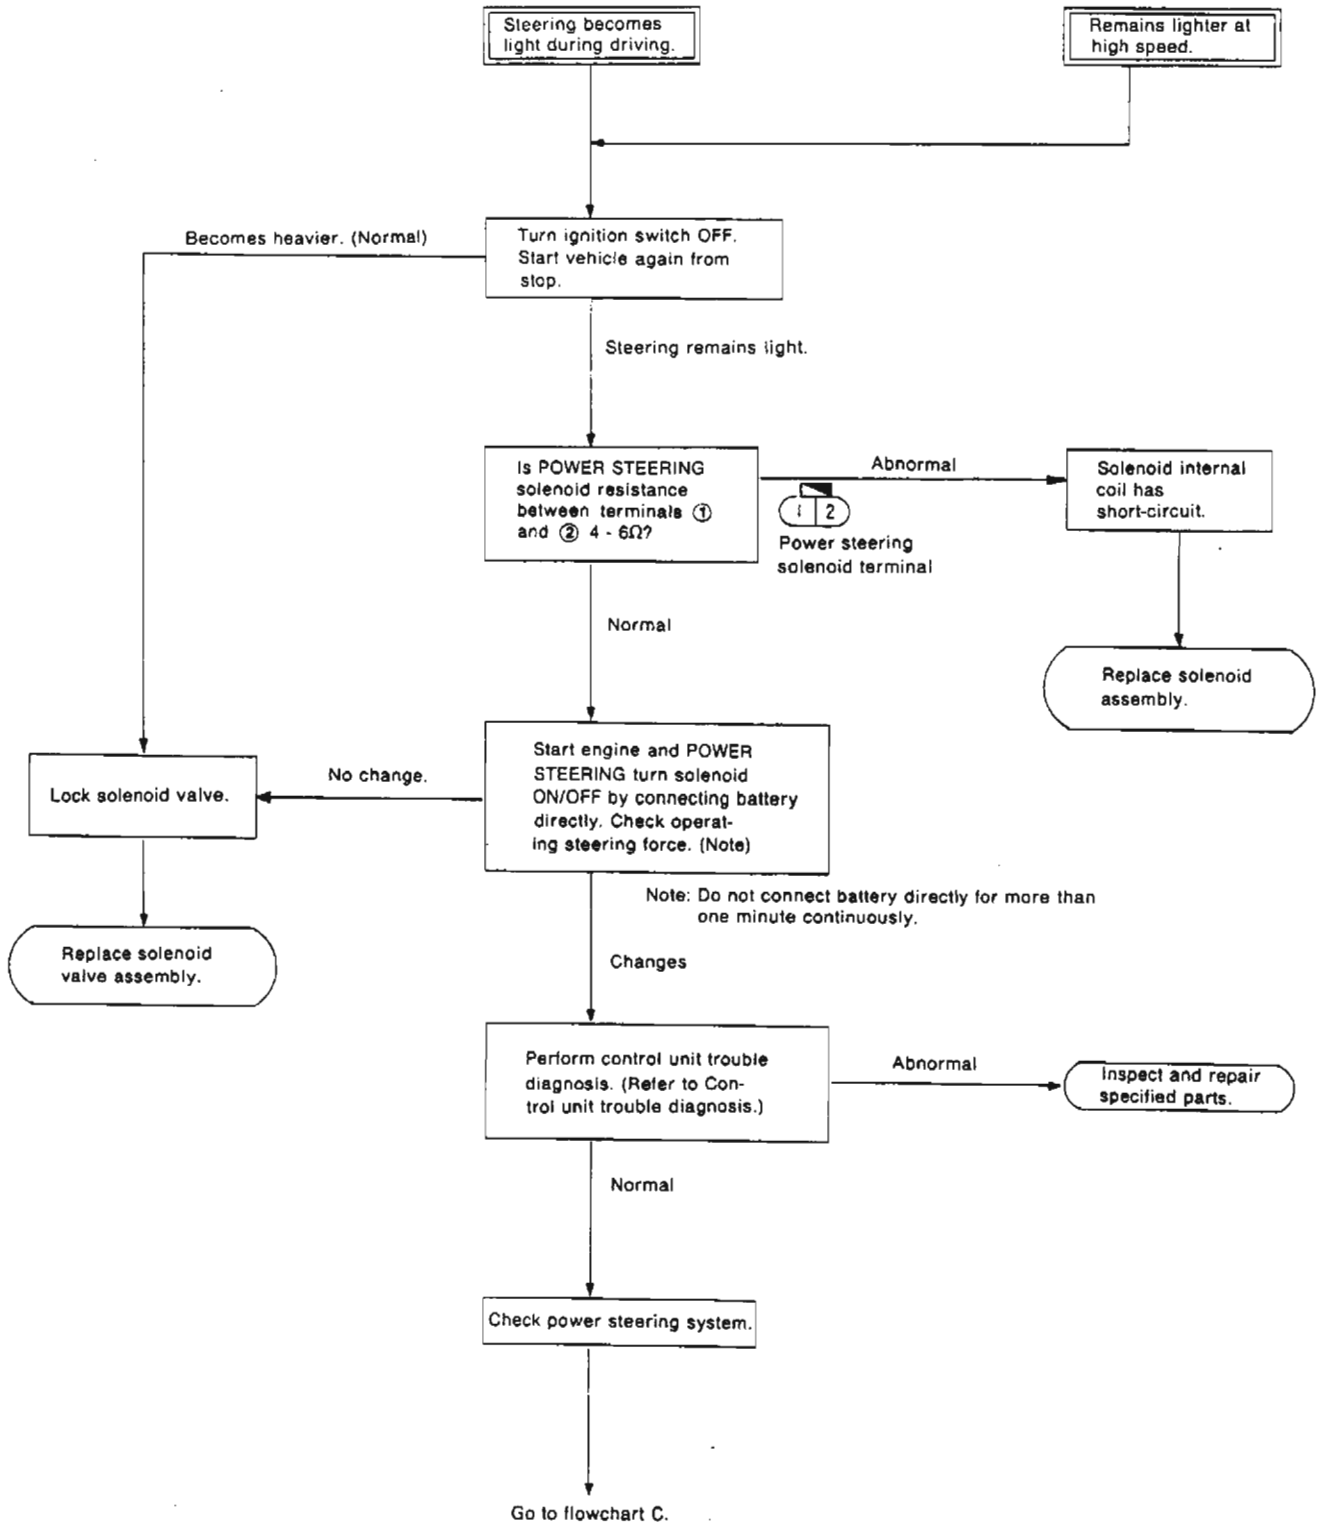 Steering becomes
light during driving.
Remains lighter at
high speed.
Becomes heavier. (Normal)
Turn ignition switch OFF.
Start vehicle again from
stop.
Steering remains light.
Is POWER STEERING
solenoid resistance
between terminals ①
and ② 4 - 6Ω?
Abnormal
1 2
Power steering
solenoid terminal
Solenoid internal
coil has
short-circuit.
Normal
Replace solenoid
assembly.
Start engine and POWER
STEERING turn solenoid
ON/OFF by connecting battery
directly. Check operat-
ing steering force. (Note)
No change.
Lock solenoid valve.
Note: Do not connect battery directly for more than
one minute continuously.
Replace solenoid
valve assembly.
Changes
Perform control unit trouble
diagnosis. (Refer to Con-
trol unit trouble diagnosis.)
Abnormal
Inspect and repair
specified parts.
Normal
Check power steering system.
Go to flowchart C.